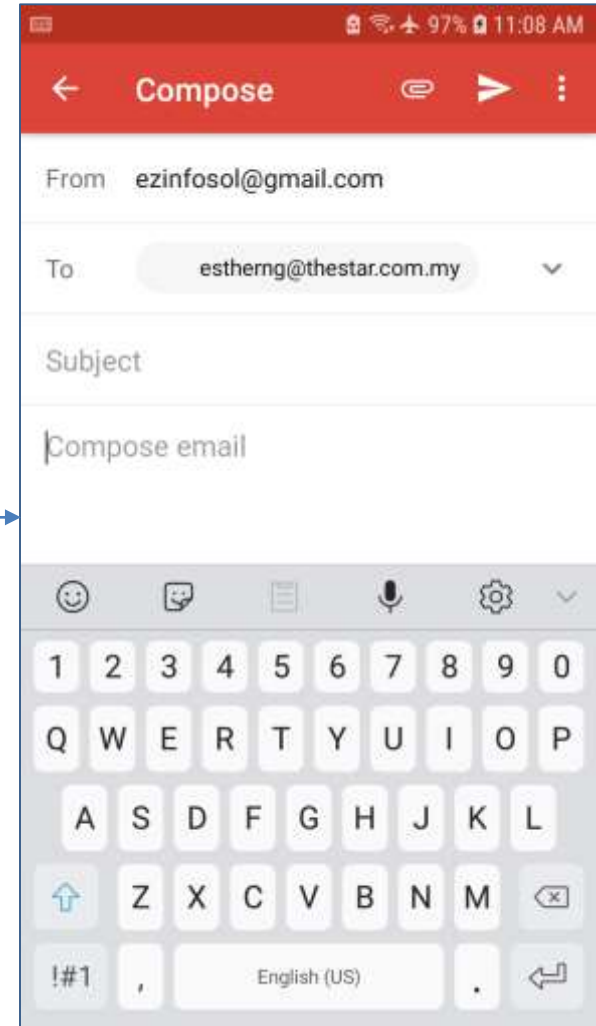 97% 11:08 AM
Compose
From ezinfosol@gmail.com
To estherng@thestar.com.my
Subject
Compose email
1 2 3 4 5 6 7 8 9 0
Q W E R T Y U I O P
A S D F G H J K L
Z X C V B N M
!#1 , English (US) .